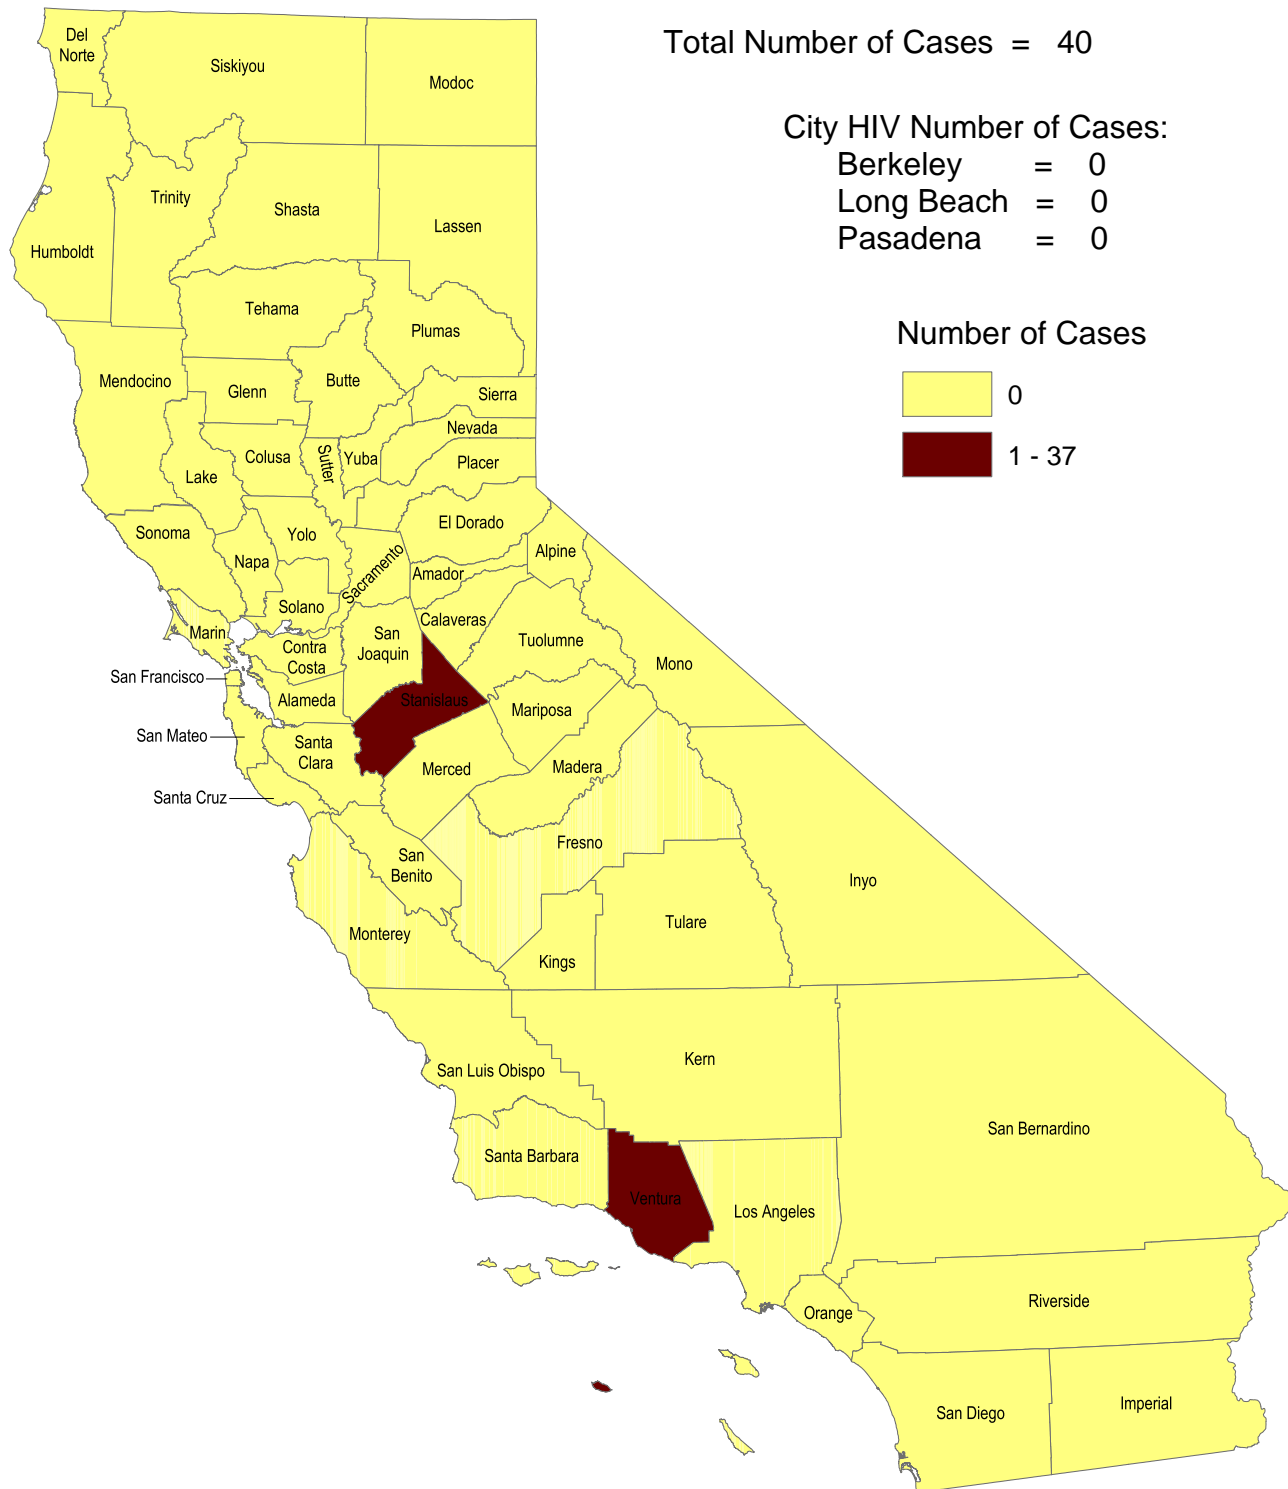 Total Number of Cases = 40
City HIV Number of Cases:
Berkeley = 0
Long Beach = 0
Pasadena = 0
Number of Cases
0
1 - 37
Del
Norte
Siskiyou
Modoc
Trinity
Shasta
Lassen
Humboldt
Tehama
Plumas
Mendocino
Glenn
Butte
Sierra
Nevada
Lake
Colusa
Sutter
Yuba
Placer
Sonoma
Napa
Yolo
El Dorado
Sacramento
Alpine
Amador
Solano
Calaveras
Marin
Contra
Costa
San
Joaquin
Tuolumne
Mono
San Francisco
Alameda
Stanislaus
Mariposa
San Mateo
Santa
Clara
Merced
Madera
Santa Cruz
Fresno
San
Benito
Inyo
Monterey
Tulare
Kings
San Luis Obispo
Kern
San Bernardino
Santa Barbara
Ventura
Los Angeles
Orange
Riverside
San Diego
Imperial